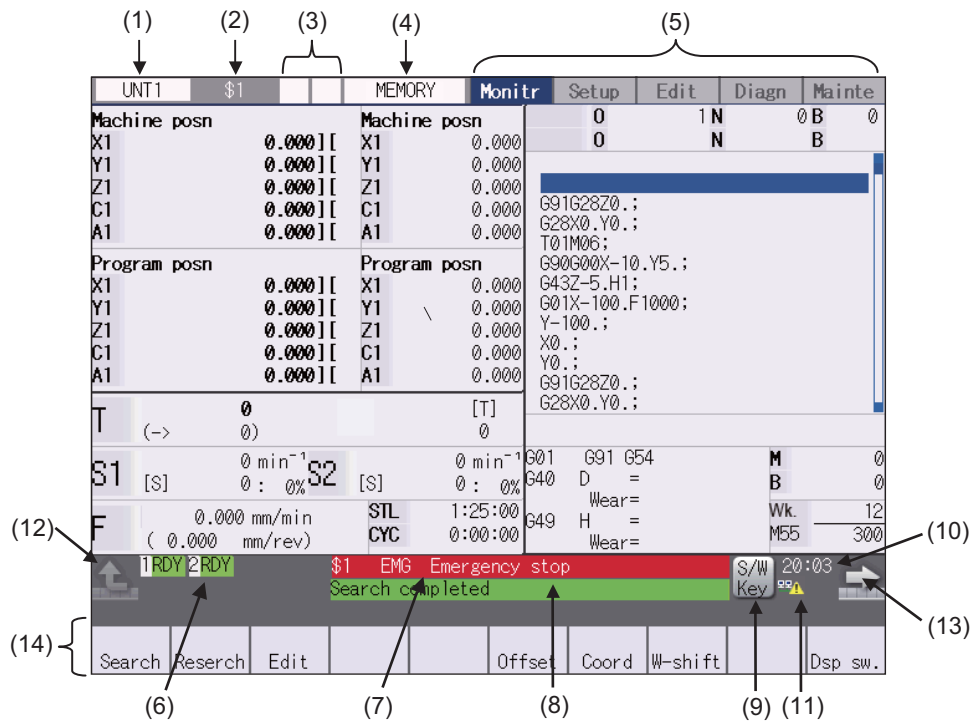 (1) (2) (3) (4) (5)
UNT1 $1 MEMORY Monitr Setup Edit Diagn Mainte
Machine posn Machine posn O 1 N 0 B 0
X1 0.000][ X1 0.000 O N B
Y1 0.000][ Y1 0.000
Z1 0.000][ Z1 0.000
C1 0.000][ C1 0.000
A1 0.000][ A1 0.000
G91G28Z0.;
G28X0.Y0.;
T01M06;
G90G00X-10.Y5.;
G43Z-5.H1;
G01X-100.F1000;
Y-100.;
X0.;
Y0.;
G91G28Z0.;
G28X0.Y0.;
Program posn Program posn
X1 0.000][ X1 0.000
Y1 0.000][ Y1 \ 0.000
Z1 0.000][ Z1 0.000
C1 0.000][ C1 0.000
A1 0.000][ A1 0.000
T 0 [T]
(-> 0) 0
S1 0 min⁻¹ S2 0 min⁻¹
[S] 0 : 0% [S] 0 : 0%
G01 G91 G54 M 0
G40 D = B 0
Wear=
G49 H = Wk. 12
Wear= M55 300
F 0.000 mm/min STL 1:25:00
( 0.000 mm/rev) CYC 0:00:00
(12) (10)
1RDY 2RDY $1 EMG Emergency stop S/W Key 20:03
Search completed
(13)
(14)
Search Reserch Edit Offset Coord W-shift Dsp sw.
(6) (7) (8) (9) (11)